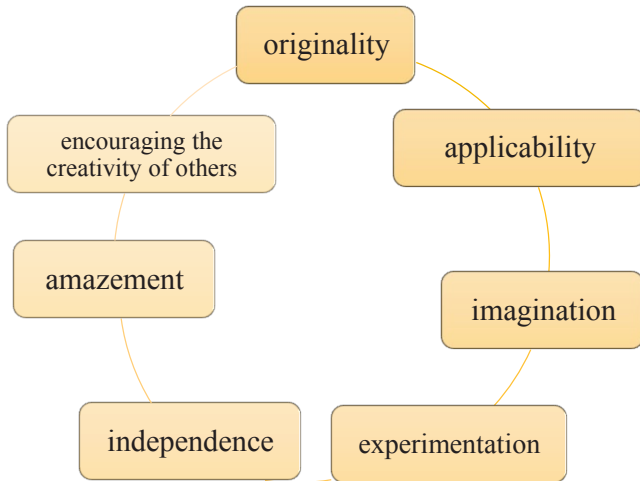 originality
applicability
imagination
experimentation
independence
amazement
encouraging the
creativity of others